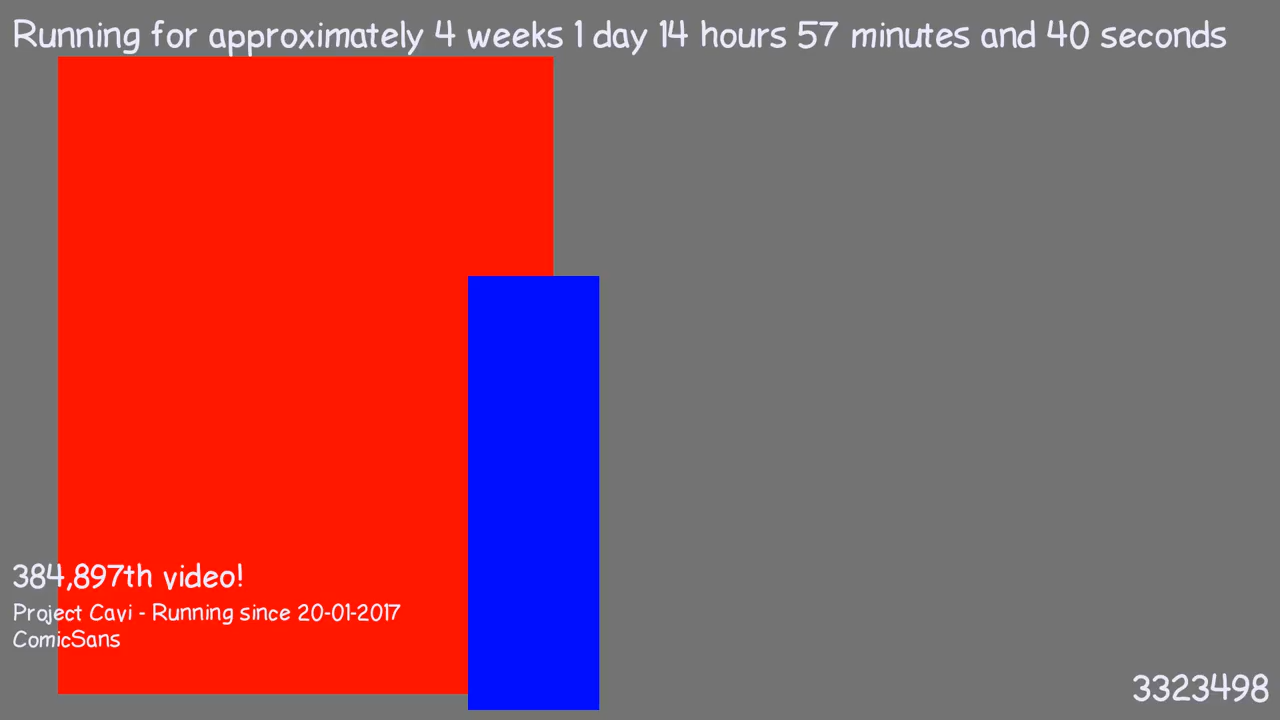 Running for approximately 4 weeks 1 day 14 hours 57 minutes and 40 seconds
384,897th video!
Project Cavi - Running since 20-01-2017
ComicSans
3323498